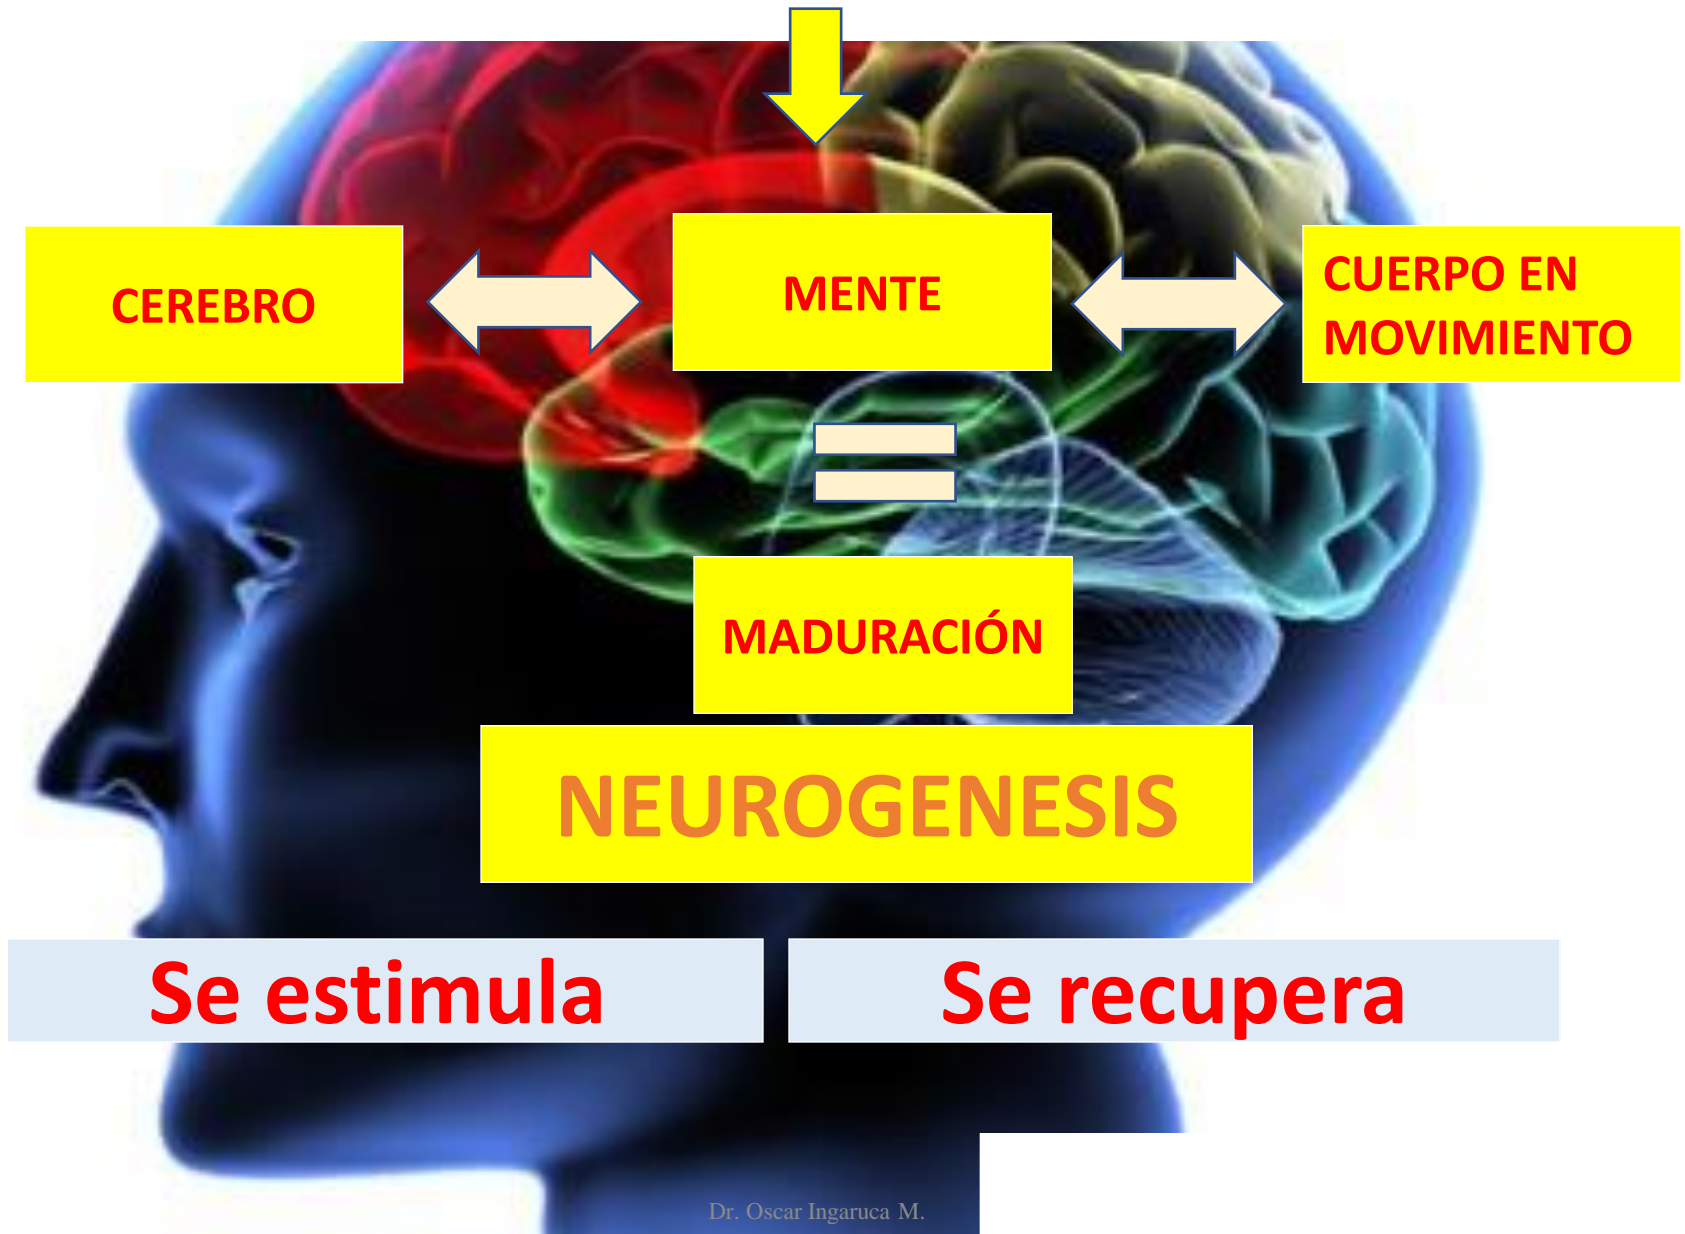 CEREBRO
MENTE
CUERPO EN
MOVIMIENTO
MADURACIÓN
NEUROGENESIS
Se estimula
Se recupera
Dr. Oscar Ingaruca M.